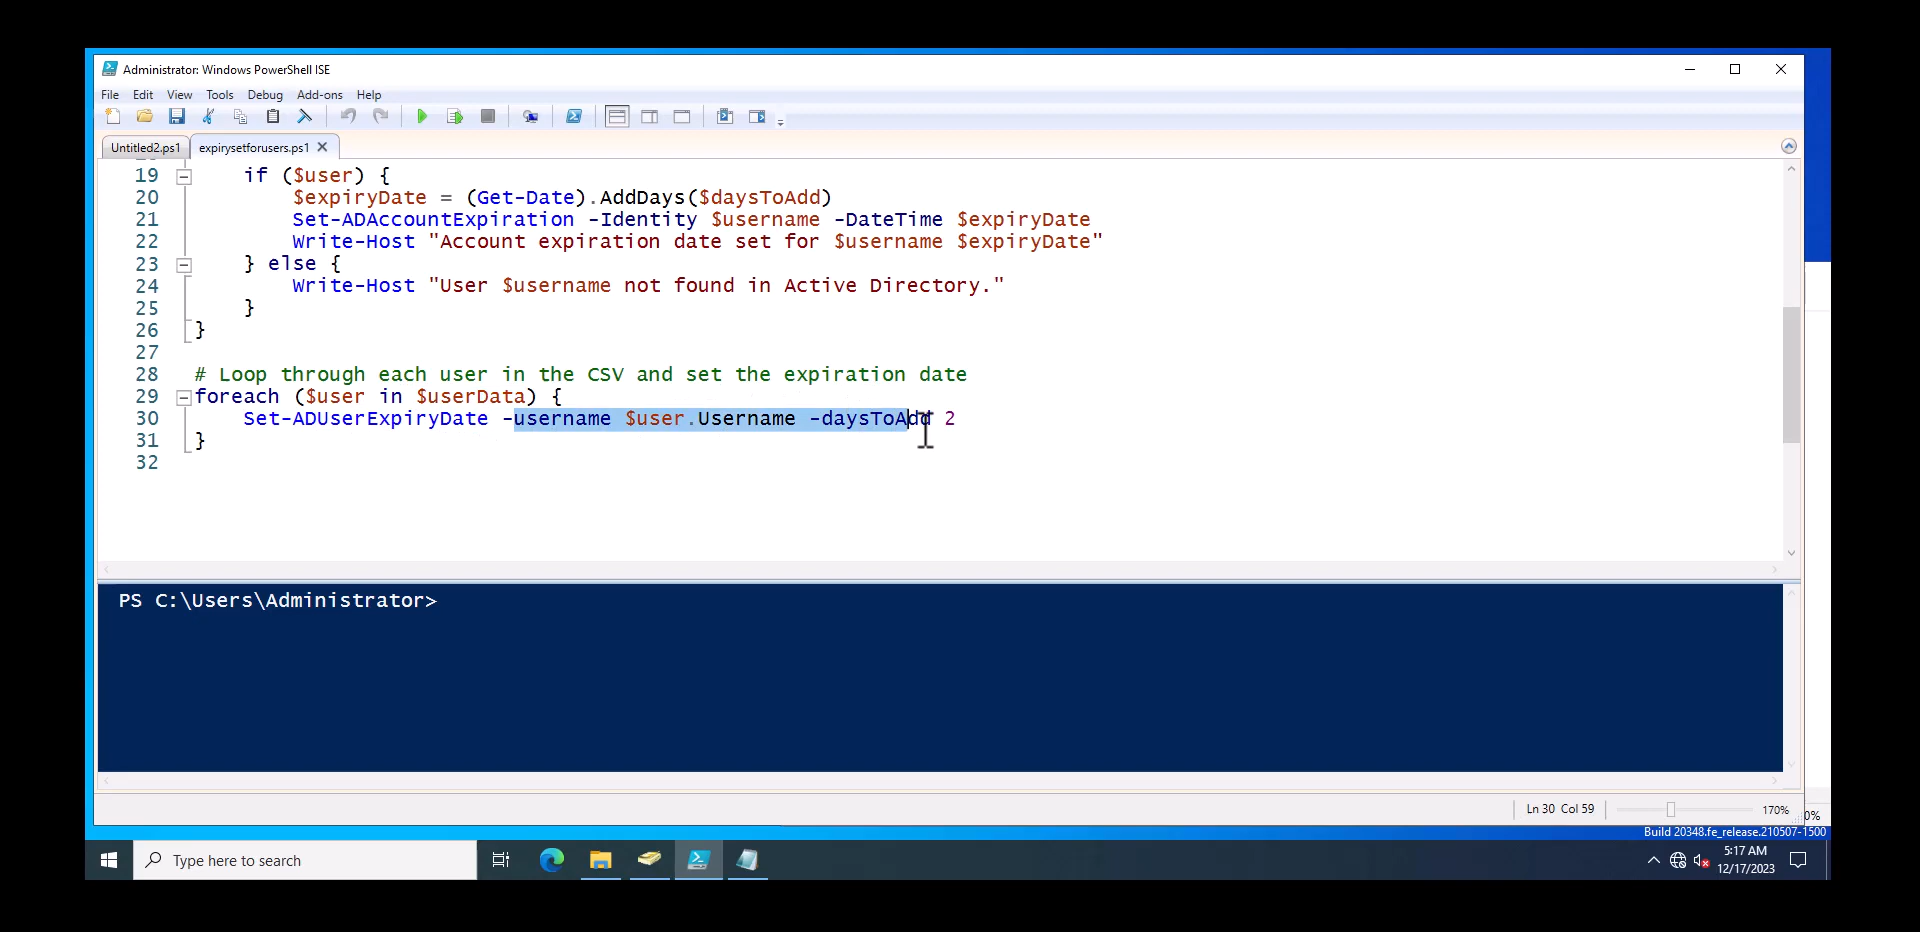 Administrator: Windows PowerShell ISE
File Edit View Tools Debug Add-ons Help
Untitled2.ps1 expirysetforusers.ps1
19 if ($user) {
20 $expiryDate = (Get-Date).AddDays($daysToAdd)
21 Set-ADAccountExpiration -Identity $username -DateTime $expiryDate
22 Write-Host "Account expiration date set for $username $expiryDate"
23 } else {
24 Write-Host "User $username not found in Active Directory."
25 }
26 }
27
28 # Loop through each user in the CSV and set the expiration date
29 foreach ($user in $userData) {
30 Set-ADUserExpiryDate -username $user.Username -daysToAdd 2
31 }
32
PS C:\Users\Administrator>
Ln 30 Col 59 170%
0%
Build 20348.fe_release.210507-1500
Type here to search
5:17 AM
12/17/2023